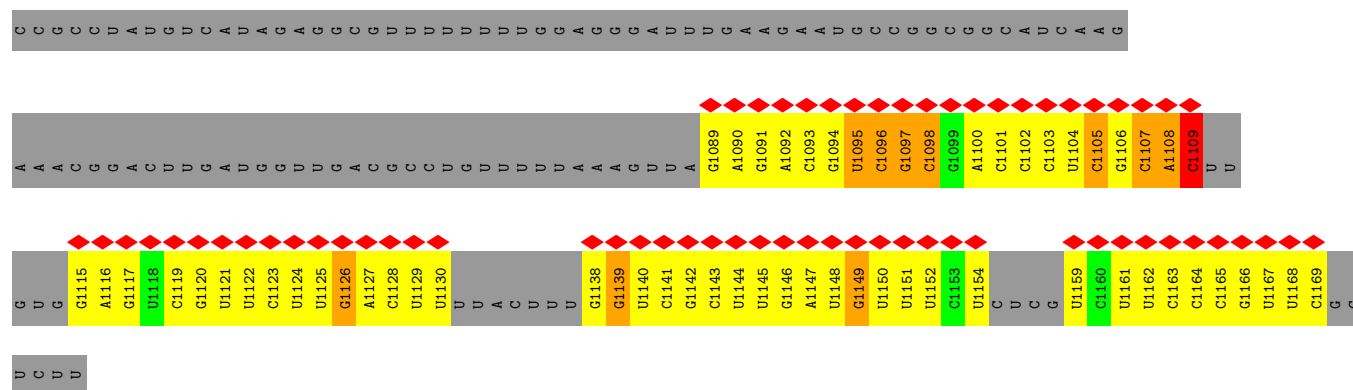 C C G C C U A U G U C A U A G A G G C G U U U U U U U U G G A G G G A U U U G A A G A A U G C C G G C G G C A U C A A G
A A A C G G A C U U G A U G G U U G A C G C C U G U U U U U A A A G U U A G1089 A1090 G1091 A1092 C1093 G1094 U1095 C1096 G1097 C1098 G1099 A1100 C1101 C1102 C1103 U1104 C1105 G1106 C1107 A1108 C1109 U U
G U G G1115 A1116 G1117 U1118 C1119 G1120 U1121 U1122 C1123 U1124 U1125 G1126 A1127 C1128 U1129 U1130 U U A C U U U G1138 G1139 U1140 C1141 G1142 C1143 U1144 U1145 G1146 A1147 U1148 G1149 U1150 U1151 U1152 C1153 U1154 C U C G U1159 C1160 U1161 U1162 C1163 C1164 C1165 G1166 U1167 U1168 C1169 G G
U C U U